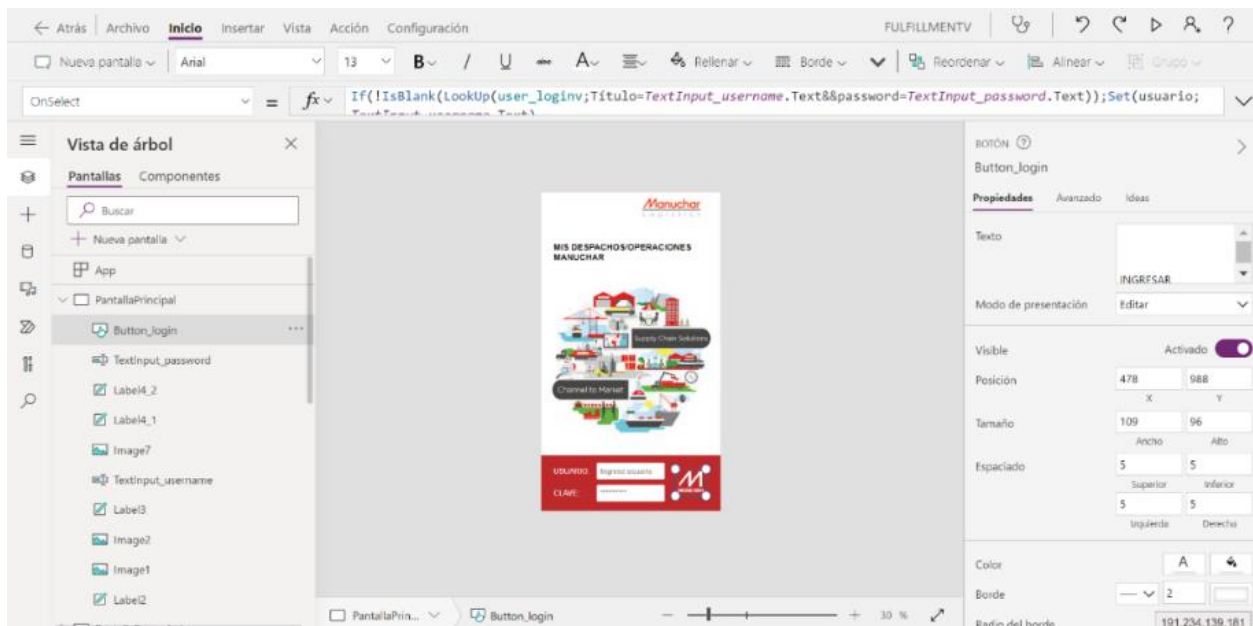 Atrás Archivo Inicio Insertar Vista Acción Configuración FULFILLMENTV
Nueva pantalla Arial 13 B / U abc A Rellenar Borde Reordenar Alinear Grupo
OnSelect = fx If(!IsBlank(LookUp(user_loginv;Título=TextInput_username.Text&&password=TextInput_password.Text));Set(usuario;
TextInput_username.Text)
Vista de árbol
Pantallas Componentes
Buscar
Nueva pantalla
App
PantallaPrincipal
Button_login
TextInput_password
Label4_2
Label4_1
Image7
TextInput_username
Label3
Image2
Image1
Label2
Manuchar
Logistics
MIS DESPACHOS/OPERACIONES
MANUCHAR
Supply Chain Solutions
Channel to Market
USUARIO: Ingrese usuario
CLAVE:
PantallaPrin... Button_login 30 %
BOTÓN
Button_login
Propiedades Avanzado Ideas
Texto
INGRESAR
Modo de presentación Editar
Visible Activado
Posición 478 988
X Y
Tamaño 109 96
Ancho Alto
Espaciado 5 5
Superior Inferior
5 5
Izquierda Derecha
Color A
Borde 2
Radio del borde 191.234.139.181